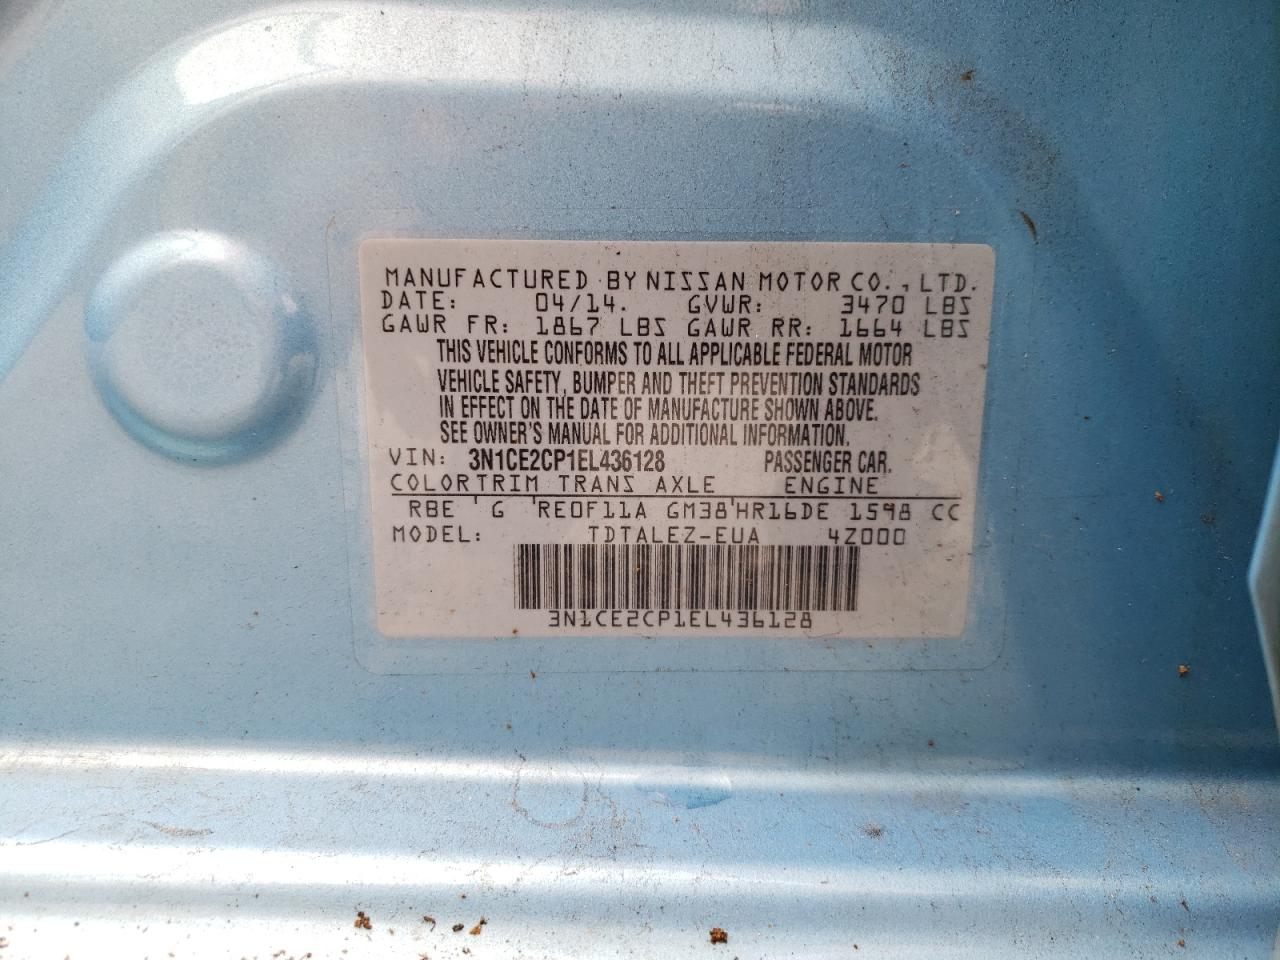 MANUFACTURED BY NISSAN MOTOR CO., LTD.
DATE: 04/14. GVWR: 3470 LBS
GAWR FR: 1867 LBS GAWR RR: 1664 LBS
THIS VEHICLE CONFORMS TO ALL APPLICABLE FEDERAL MOTOR
VEHICLE SAFETY, BUMPER AND THEFT PREVENTION STANDARDS
IN EFFECT ON THE DATE OF MANUFACTURE SHOWN ABOVE.
SEE OWNER'S MANUAL FOR ADDITIONAL INFORMATION.
VIN: 3N1CE2CP1EL436128 PASSENGER CAR.
COLORTRIM TRANS AXLE ENGINE
RBE G RE0F11A GM38 HR16DE 1598 CC
MODEL: TDTALEZ-EUA 4Z000
3N1CE2CP1EL436128